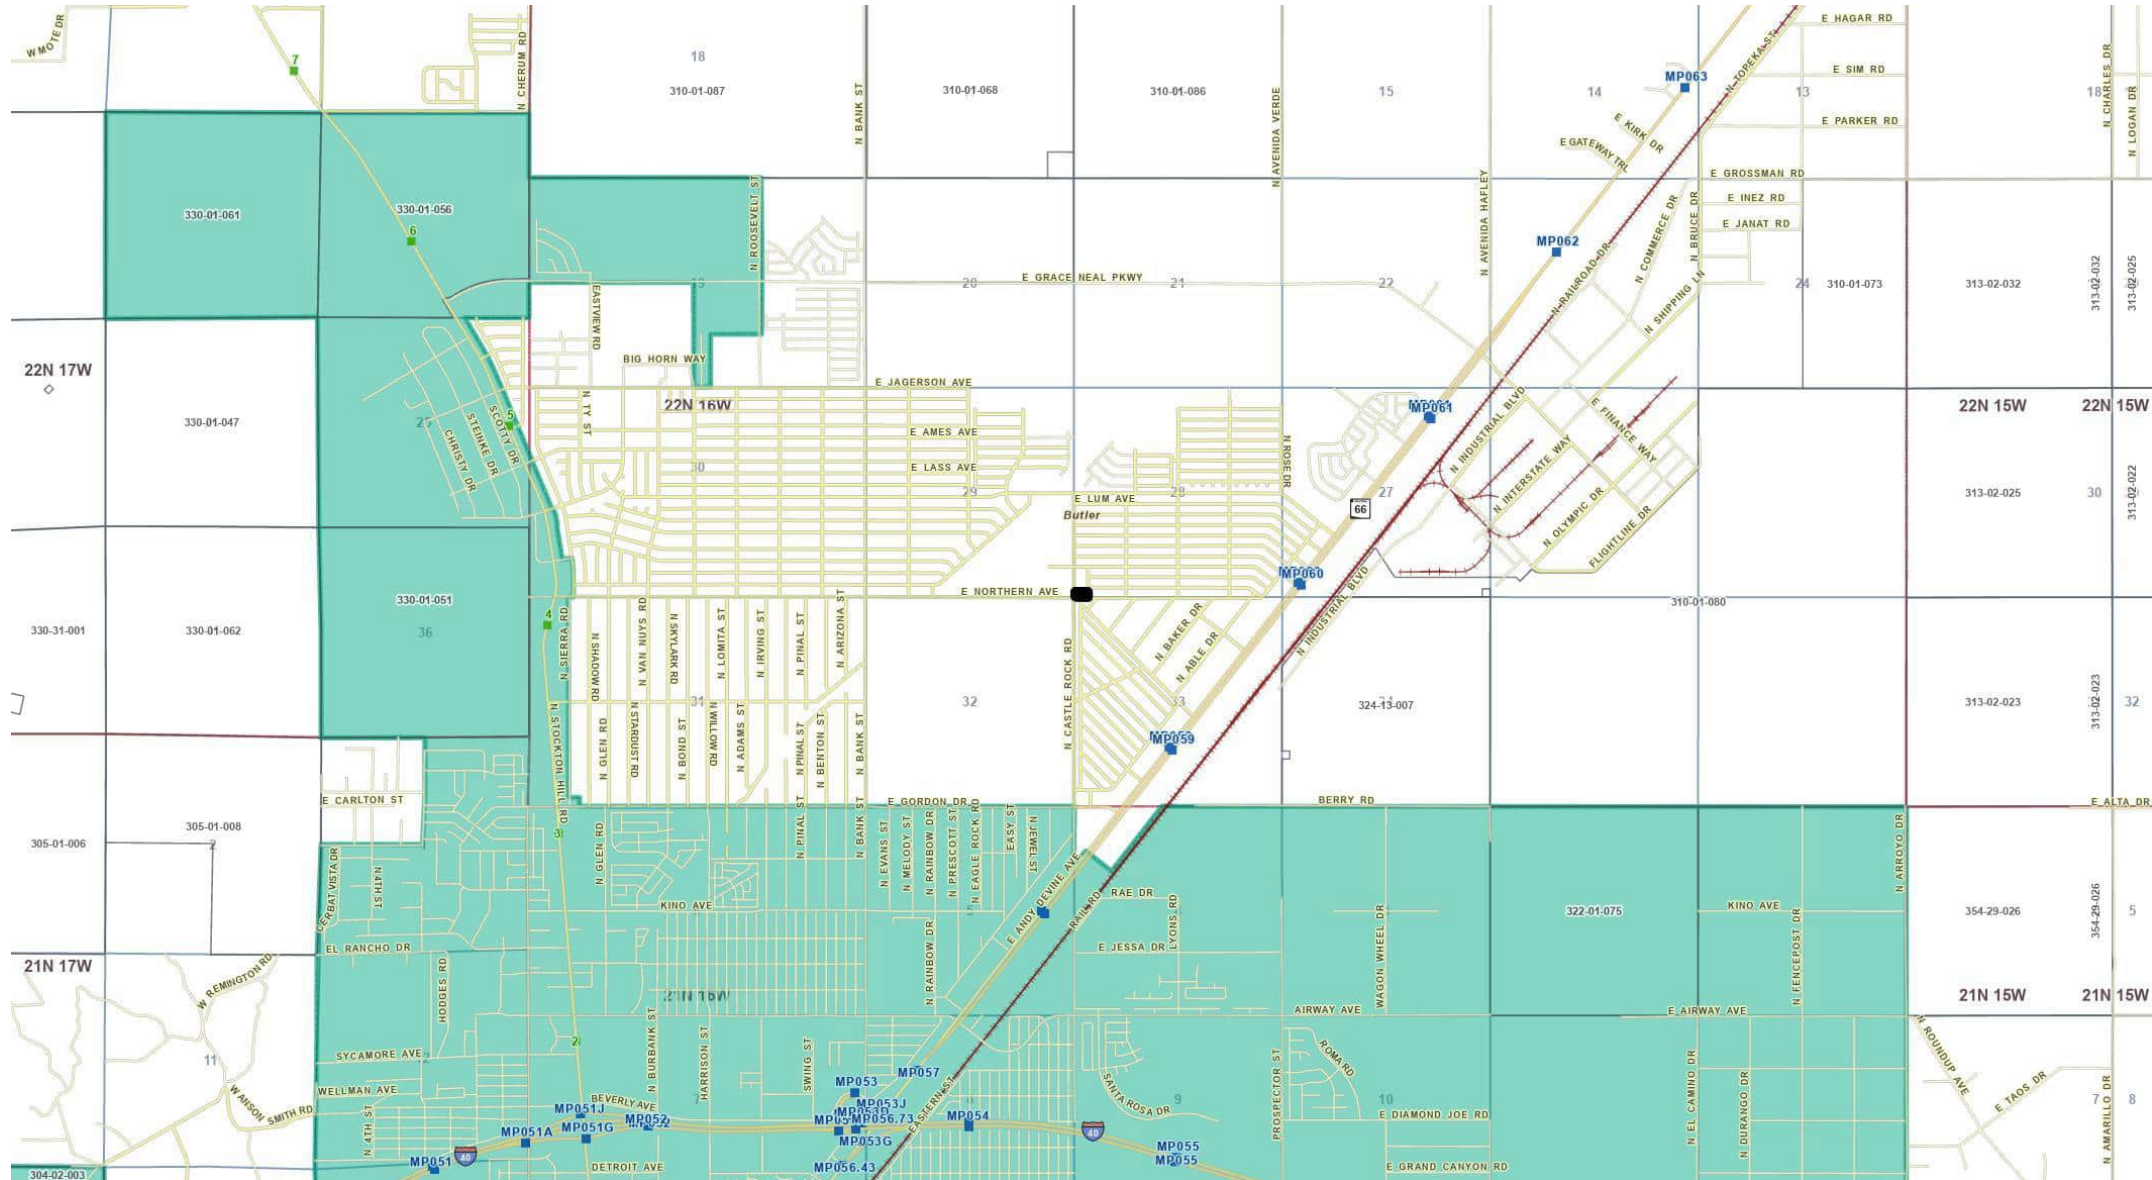 W MOTE DR
7
N CHERUM RD
18
310-01-087
N BANK ST
310-01-068
310-01-086
N AVENIDA VERDE
15
14
MP063
N TOPEKA ST
E HAGAR RD
E SIM RD
13
E PARKER RD
18
N CHARLES DR
N LOGAN DR
E KIRK DR
E GATEWAY TRL
E GROSSMAN RD
E INEZ RD
E JANAT RD
330-01-061
330-01-056
6
N ROOSEVELT ST
N AVENIDA HAFLEY
MP062
N COMMERCE DR
N BRUCE DR
N RAILROAD DR
N SHIPPING LN
E GRACE NEAL PKWY
19
20
21
22
24
310-01-073
313-02-032
313-02-032
313-02-025
EASTVIEW RD
BIG HORN WAY
22N 17W
E JAGERSON AVE
22N 16W
N TY ST
22N 15W
22N 15W
330-01-047
5
SCOTTY DR
STEINKE DR
CHRISTY DR
E AMES AVE
E LASS AVE
30
29
28
27
E LUM AVE
Butler
N ROSE DR
MP061
66
N INDUSTRIAL BLVD
E FINANCE WAY
N INTERSTATE WAY
N OLYMPIC DR
FLIGHTLINE DR
313-02-025
30
313-02-022
MP060
E NORTHERN AVE
N INDUSTRIAL BLVD
310-01-080
330-31-001
330-01-062
330-01-051
36
4
N SIERRA RD
N SHADOW RD
N VAN NUYS RD
N SKYLARK RD
N LOMITA ST
N IRVING ST
N PINAL ST
N ARIZONA ST
N CASTLE ROCK RD
N BAKER DR
N ABLE DR
31
32
33
324-13-007
313-02-023
313-02-023
32
N STOCKTON HILL RD
N GLEN RD
N STARDUST RD
N BOND ST
N WILLOW RD
N ADAMS ST
N PINAL ST
N BENTON ST
N BANK ST
MP059
E CARLTON ST
E GORDON DR
BERRY RD
E ALTA DR
305-01-006
305-01-008
2
3
CERBAT VISTA DR
N 4TH ST
N GLEN RD
N PINAL ST
N BANK ST
N EVANS ST
N MELODY ST
N RAINBOW DR
N PRESCOTT ST
N EAGLE ROCK RD
EASY ST
N JEWEL ST
E ANDY DEVINE AVE
RAILROAD
RAE DR
LYONS RD
N ARROYO DR
KINO AVE
322-01-075
KINO AVE
354-29-026
354-29-026
5
EL RANCHO DR
N RAINBOW DR
E JESSA DR
WAGON WHEEL DR
N FENCEPOST DR
21N 17W
W REMINGTON RD
HODGES RD
21N 16W
21N 15W
21N 15W
AIRWAY AVE
E AIRWAY AVE
11
SYCAMORE AVE
2
N BURBANK ST
HARRISON ST
SWING ST
MP057
EASTERN ST
SANTA ROSA DR
PROSPECTOR ST
ROMA RD
N EL CAMINO DR
N DURANGO DR
N ROUNDUP AVE
E TAOS DR
N AMARILLO DR
WELLMAN AVE
W ANSON SMITH RD
N 4TH ST
BEVERLY AVE
MP053
MP053J
MP051J
MP052
MP056.73
MP054
7
9
10
E DIAMOND JOE RD
7
8
MP051A
MP051G
MP053G
40
40
MP051
MP055
MP055
MP056.43
DETROIT AVE
E GRAND CANYON RD
304-02-003